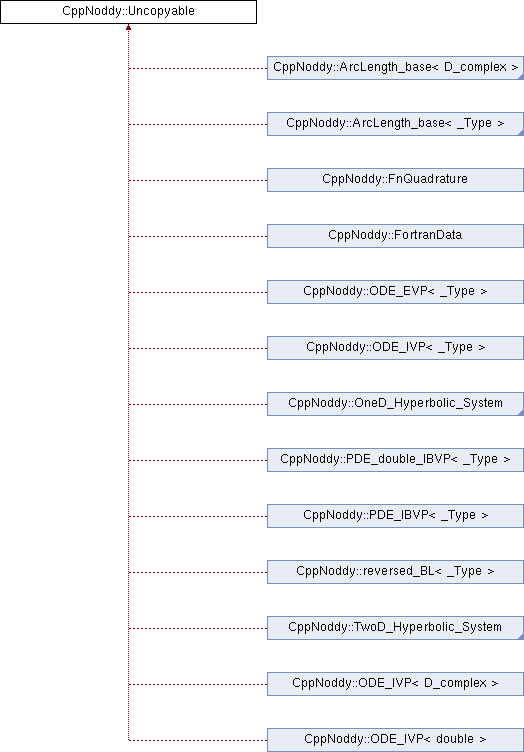 CppNoddy::Uncopyable
CppNoddy::ArcLength_base< D_complex >
CppNoddy::ArcLength_base< _Type >
CppNoddy::FnQuadrature
CppNoddy::FortranData
CppNoddy::ODE_EVP< _Type >
CppNoddy::ODE_IVP< _Type >
CppNoddy::OneD_Hyperbolic_System
CppNoddy::PDE_double_IBVP< _Type >
CppNoddy::PDE_IBVP< _Type >
CppNoddy::reversed_BL< _Type >
CppNoddy::TwoD_Hyperbolic_System
CppNoddy::ODE_IVP< D_complex >
CppNoddy::ODE_IVP< double >